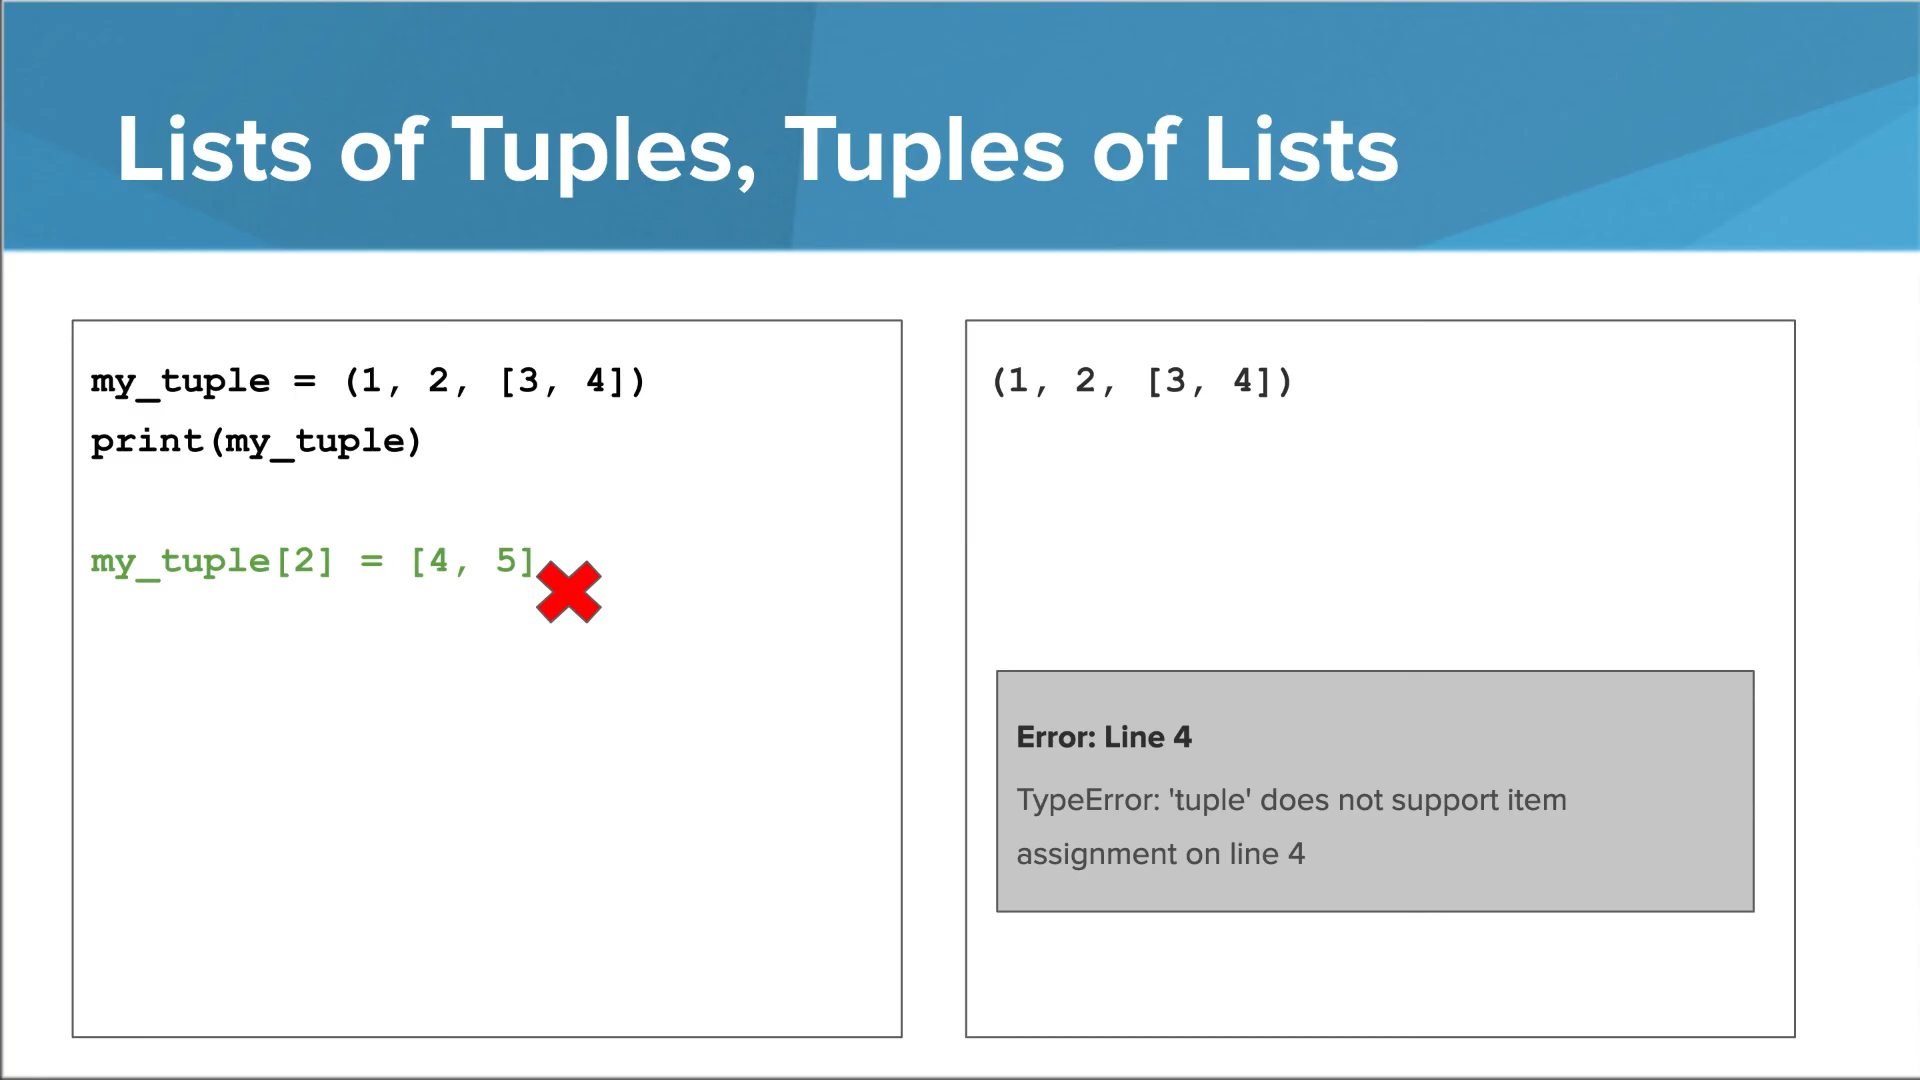 Lists of Tuples, Tuples of Lists
my_tuple = (1, 2, [3, 4])
print(my_tuple)
my_tuple[2] = [4, 5]
(1, 2, [3, 4])
Error: Line 4
TypeError: 'tuple' does not support item
assignment on line 4